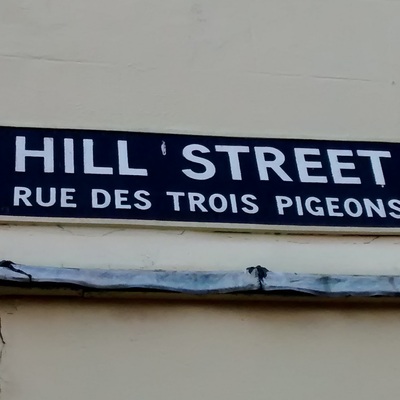 HILL STREET
RUE DES TROIS PIGEONS